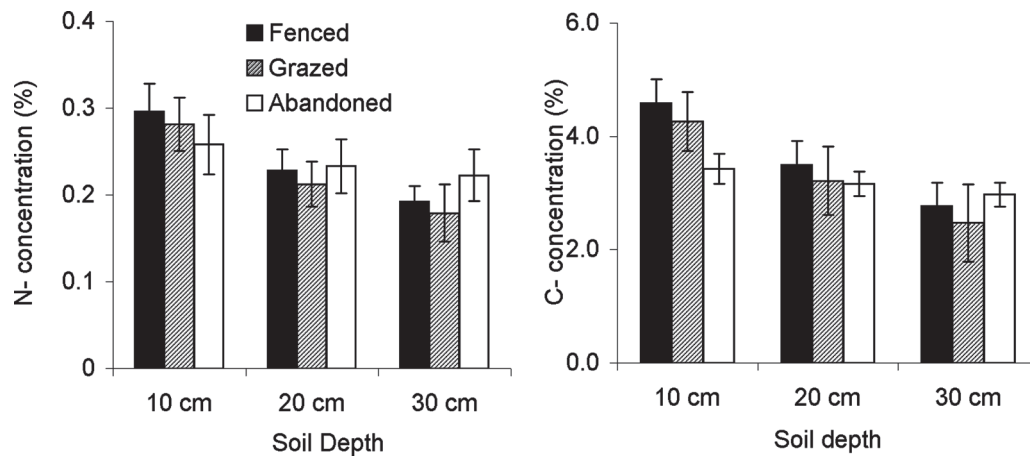 N- concentration (%)
0.4
0.3
0.2
0.1
0
Fenced
Grazed
Abandoned
10 cm 20 cm 30 cm
Soil Depth
C- concentration (%)
6.0
4.0
2.0
0.0
10 cm 20 cm 30 cm
Soil depth